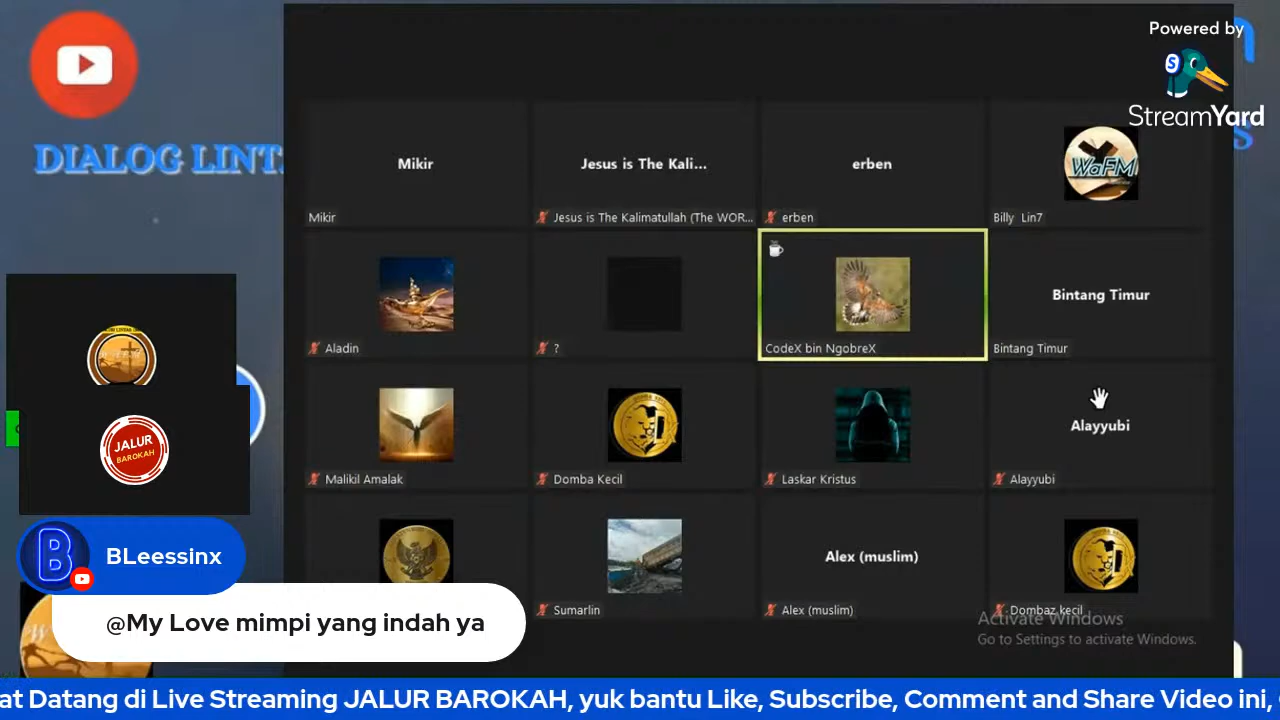 Powered by
StreamYard
DIALOG LINT
S
Mikir
Jesus is The Kali...
erben
WaFM
Mikir
Jesus is The Kalimatullah (The WOR...
erben
Billy Lin7
Bintang Timur
Aladin
?
CodeX bin NgobreX
Bintang Timur
Alayyubi
JALUR
BAROKAH
Malikil Amalak
Domba Kecil
Laskar Kristus
Alayyubi
B
BLeessinx
Alex (muslim)
Sumarlin
Alex (muslim)
Dombaz kecil
@My Love mimpi yang indah ya
Activate Windows
Go to Settings to activate Windows.
at Datang di Live Streaming JALUR BAROKAH, yuk bantu Like, Subscribe, Comment and Share Video ini,